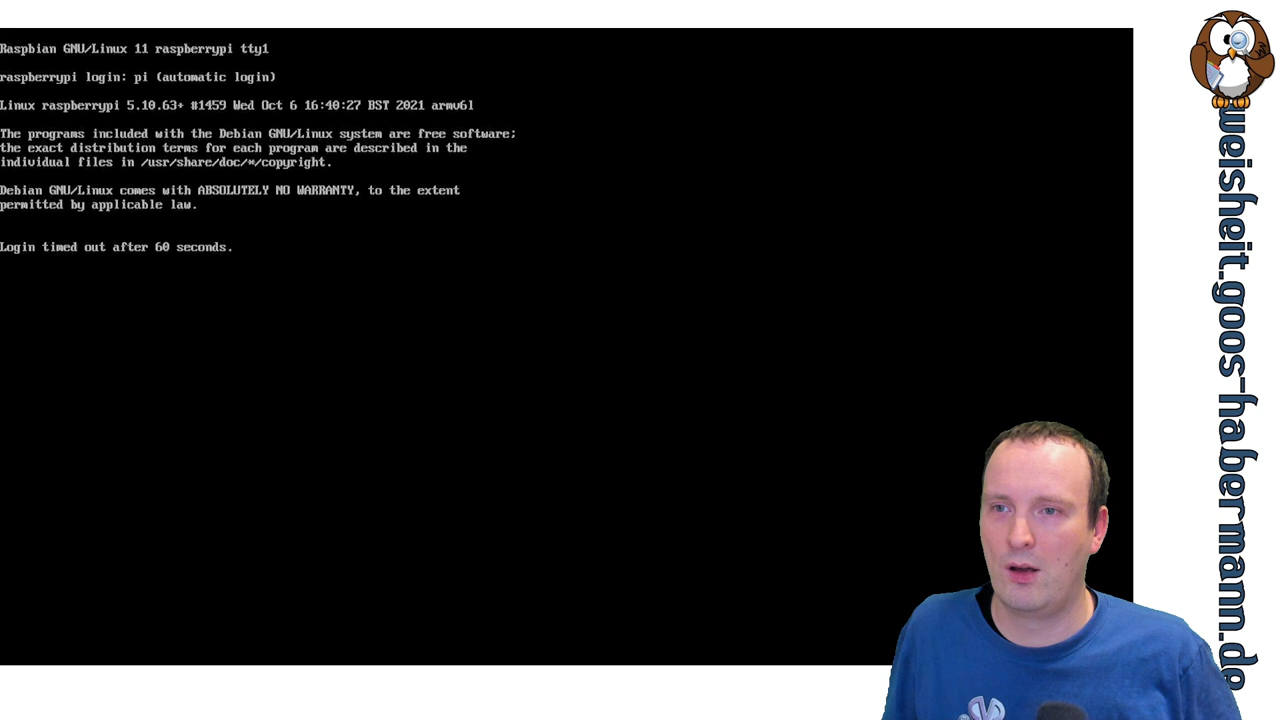 Raspbian GNU/Linux 11 raspberrypi tty1
raspberrypi login: pi (automatic login)
Linux raspberrypi 5.10.63+ #1459 Wed Oct 6 16:40:27 BST 2021 armv6l
The programs included with the Debian GNU/Linux system are free software;
the exact distribution terms for each program are described in the
individual files in /usr/share/doc/*/copyright.
Debian GNU/Linux comes with ABSOLUTELY NO WARRANTY, to the extent
permitted by applicable law.
Login timed out after 60 seconds.
weisheit.goos-habermann.de